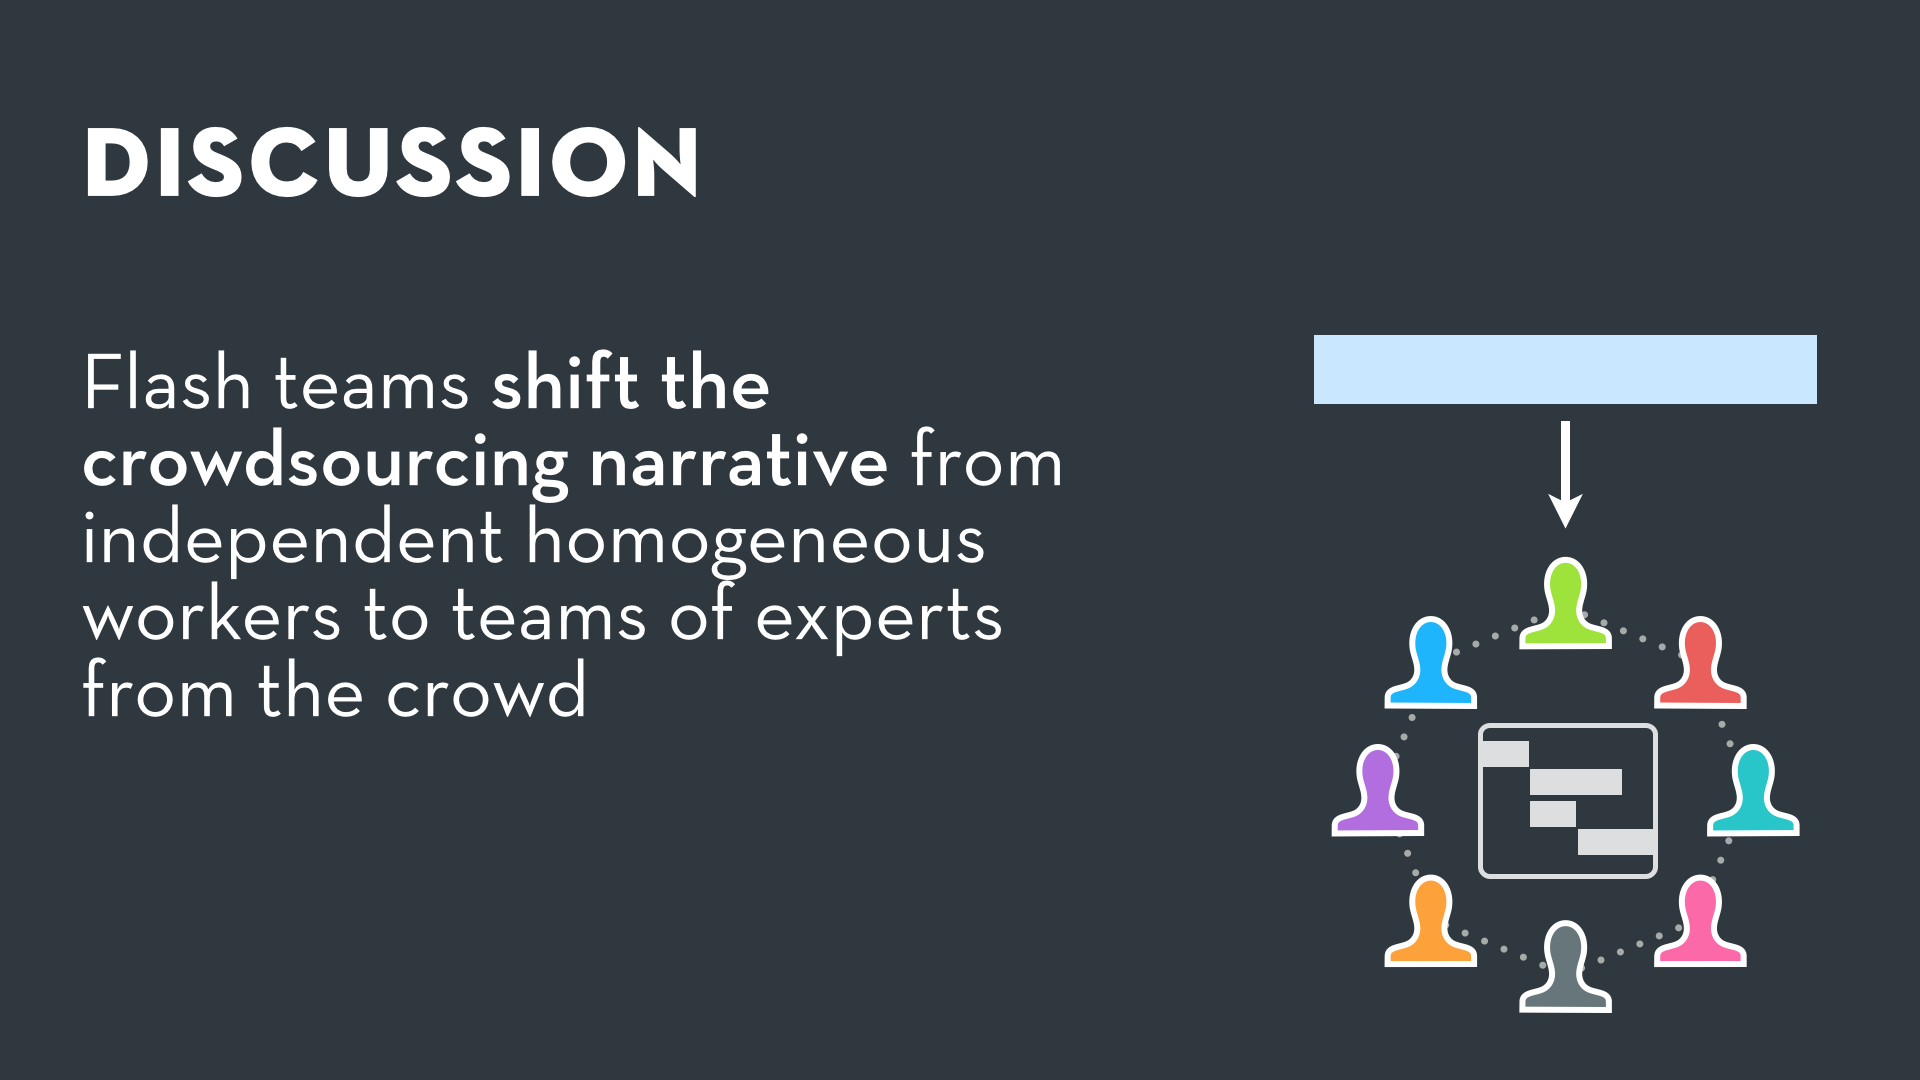 DISCUSSION
Flash teams shift the
crowdsourcing narrative from
independent homogeneous
workers to teams of experts
from the crowd